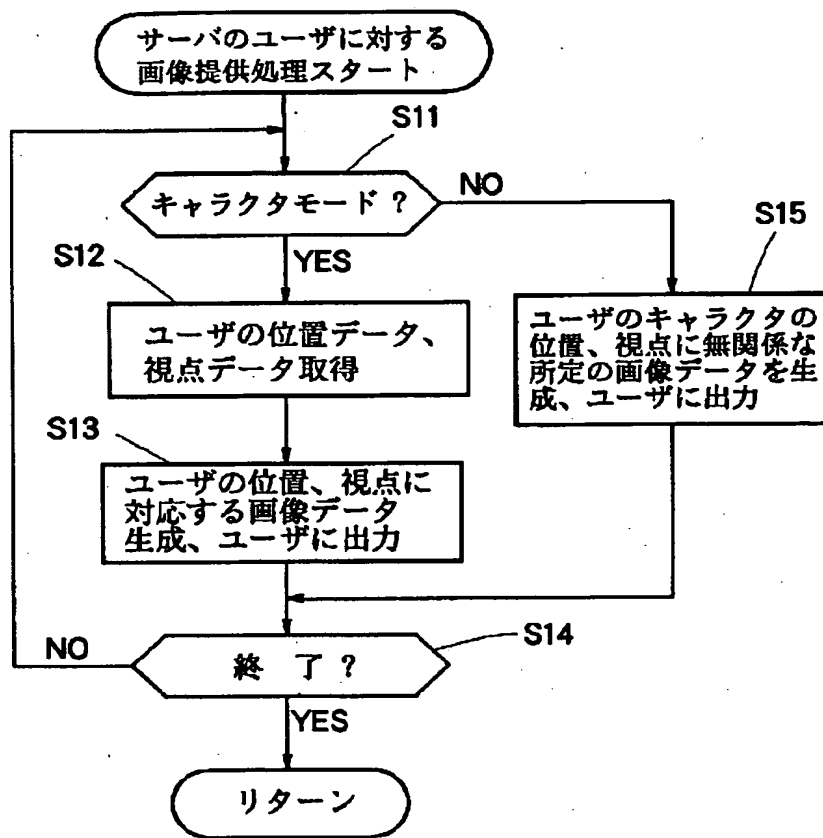 サーバのユーザに対する
画像提供処理スタート
S11
キャラクタモード？
NO
YES
S12
ユーザの位置データ、
視点データ取得
S15
ユーザのキャラクタの
位置、視点に無関係な
所定の画像データを生
成、ユーザに出力
S13
ユーザの位置、視点に
対応する画像データ
生成、ユーザに出力
S14
NO
終 了？
YES
リターン